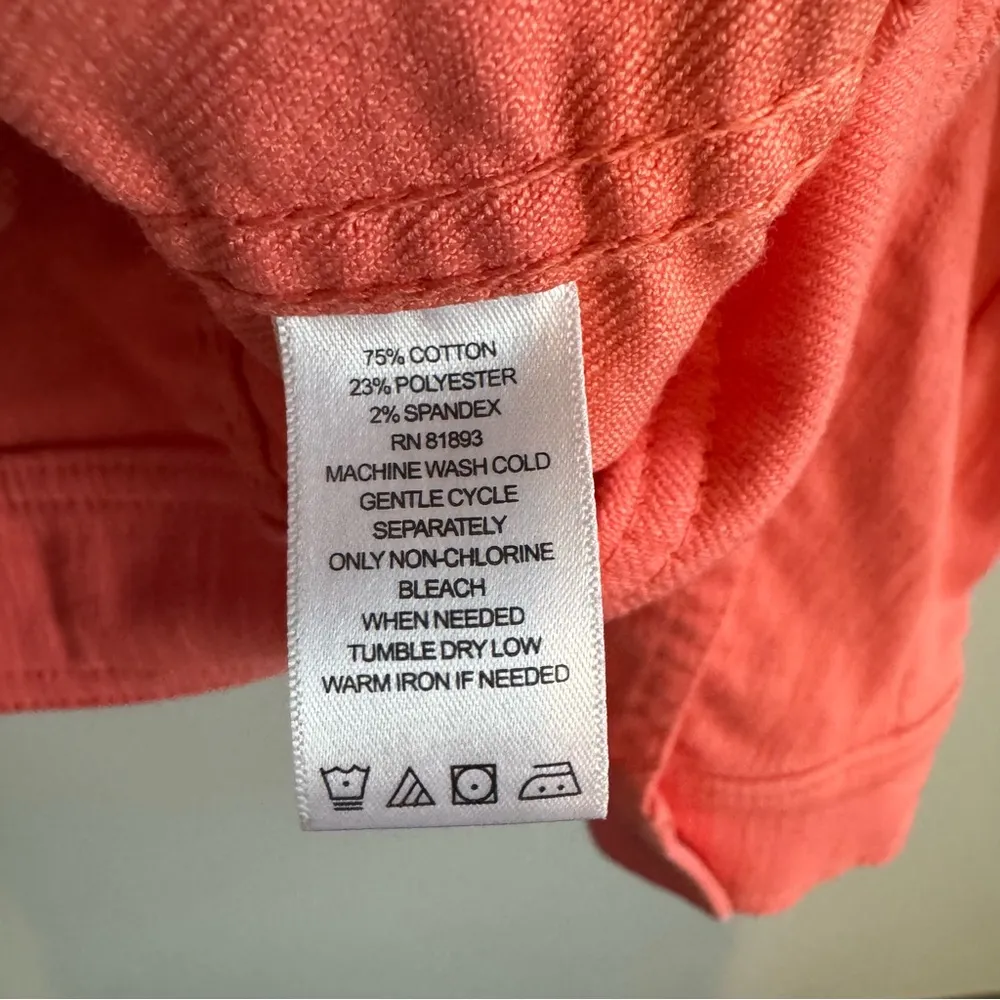 75% COTTON
23% POLYESTER
2% SPANDEX
RN 81893
MACHINE WASH COLD
GENTLE CYCLE
SEPARATELY
ONLY NON-CHLORINE
BLEACH
WHEN NEEDED
TUMBLE DRY LOW
WARM IRON IF NEEDED